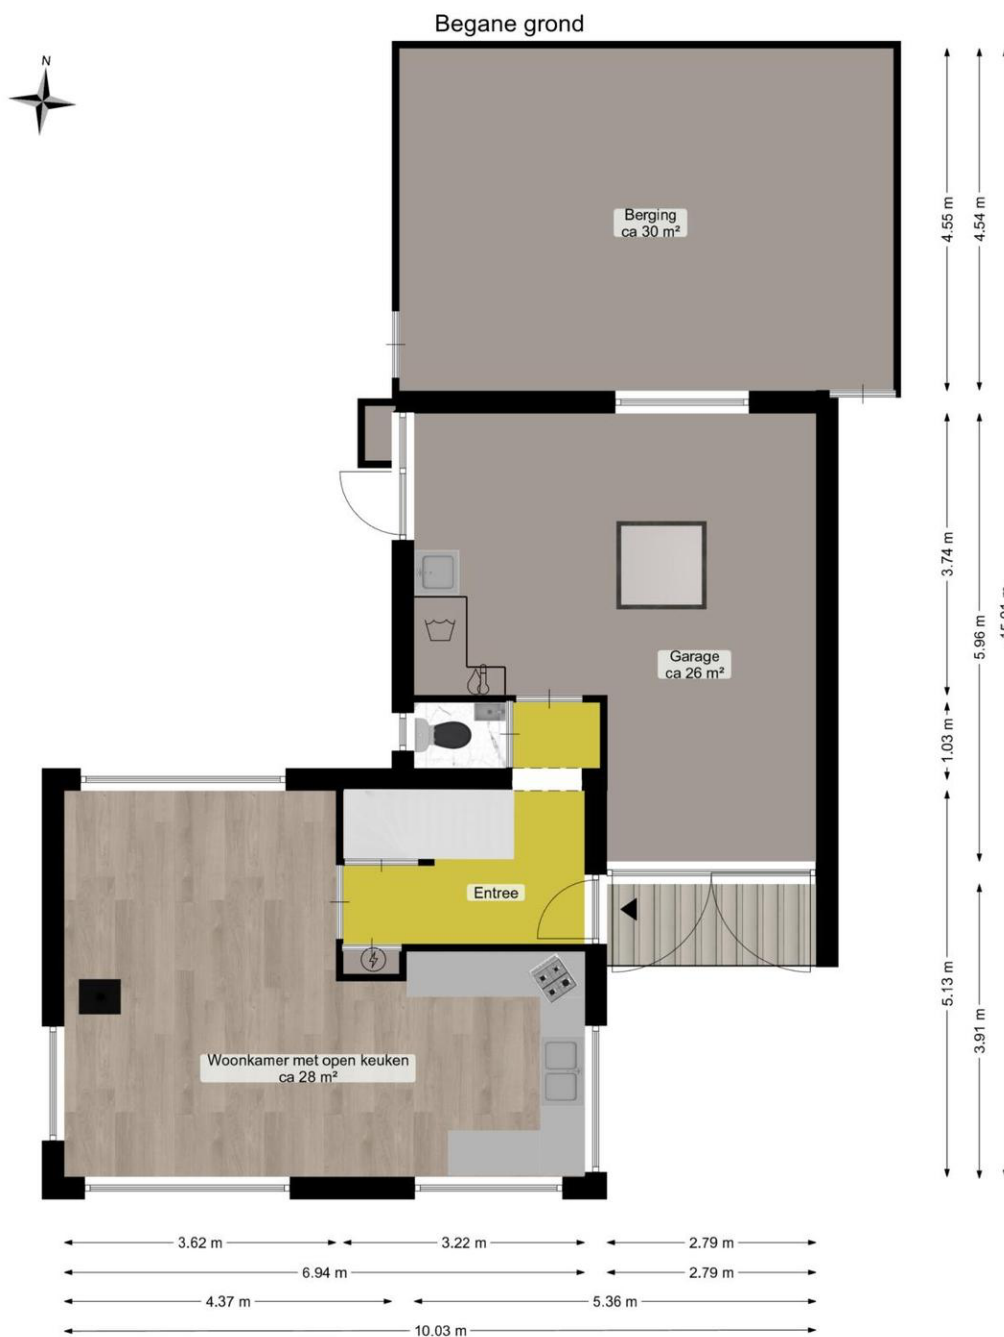 Begane grond
N
Berging
ca 30 m²
4.55 m
4.54 m
3.74 m
5.96 m
Garage
ca 26 m²
1.03 m
Entree
5.13 m
3.91 m
Woonkamer met open keuken
ca 28 m²
3.62 m
3.22 m
2.79 m
6.94 m
2.79 m
4.37 m
5.36 m
10.03 m